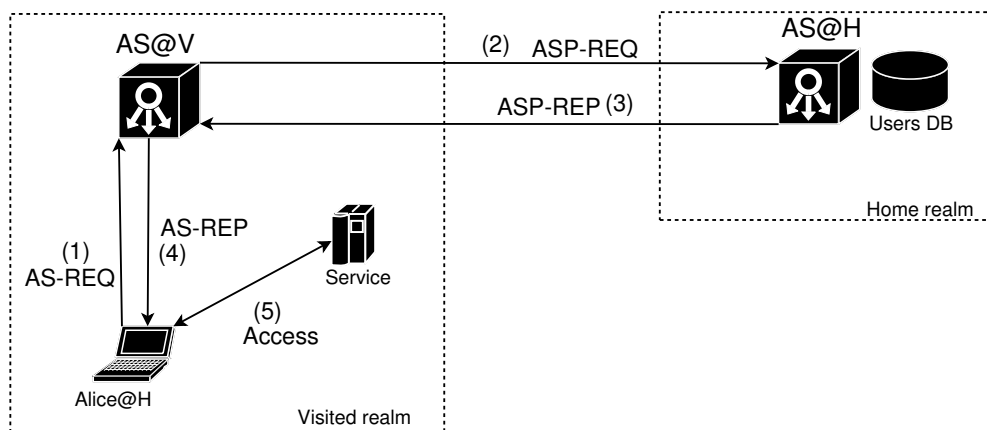 AS@V
(2) ASP-REQ
AS@H
ASP-REP (3)
Users DB
Home realm
(1)
AS-REQ
AS-REP
(4)
Service
(5)
Access
Alice@H
Visited realm